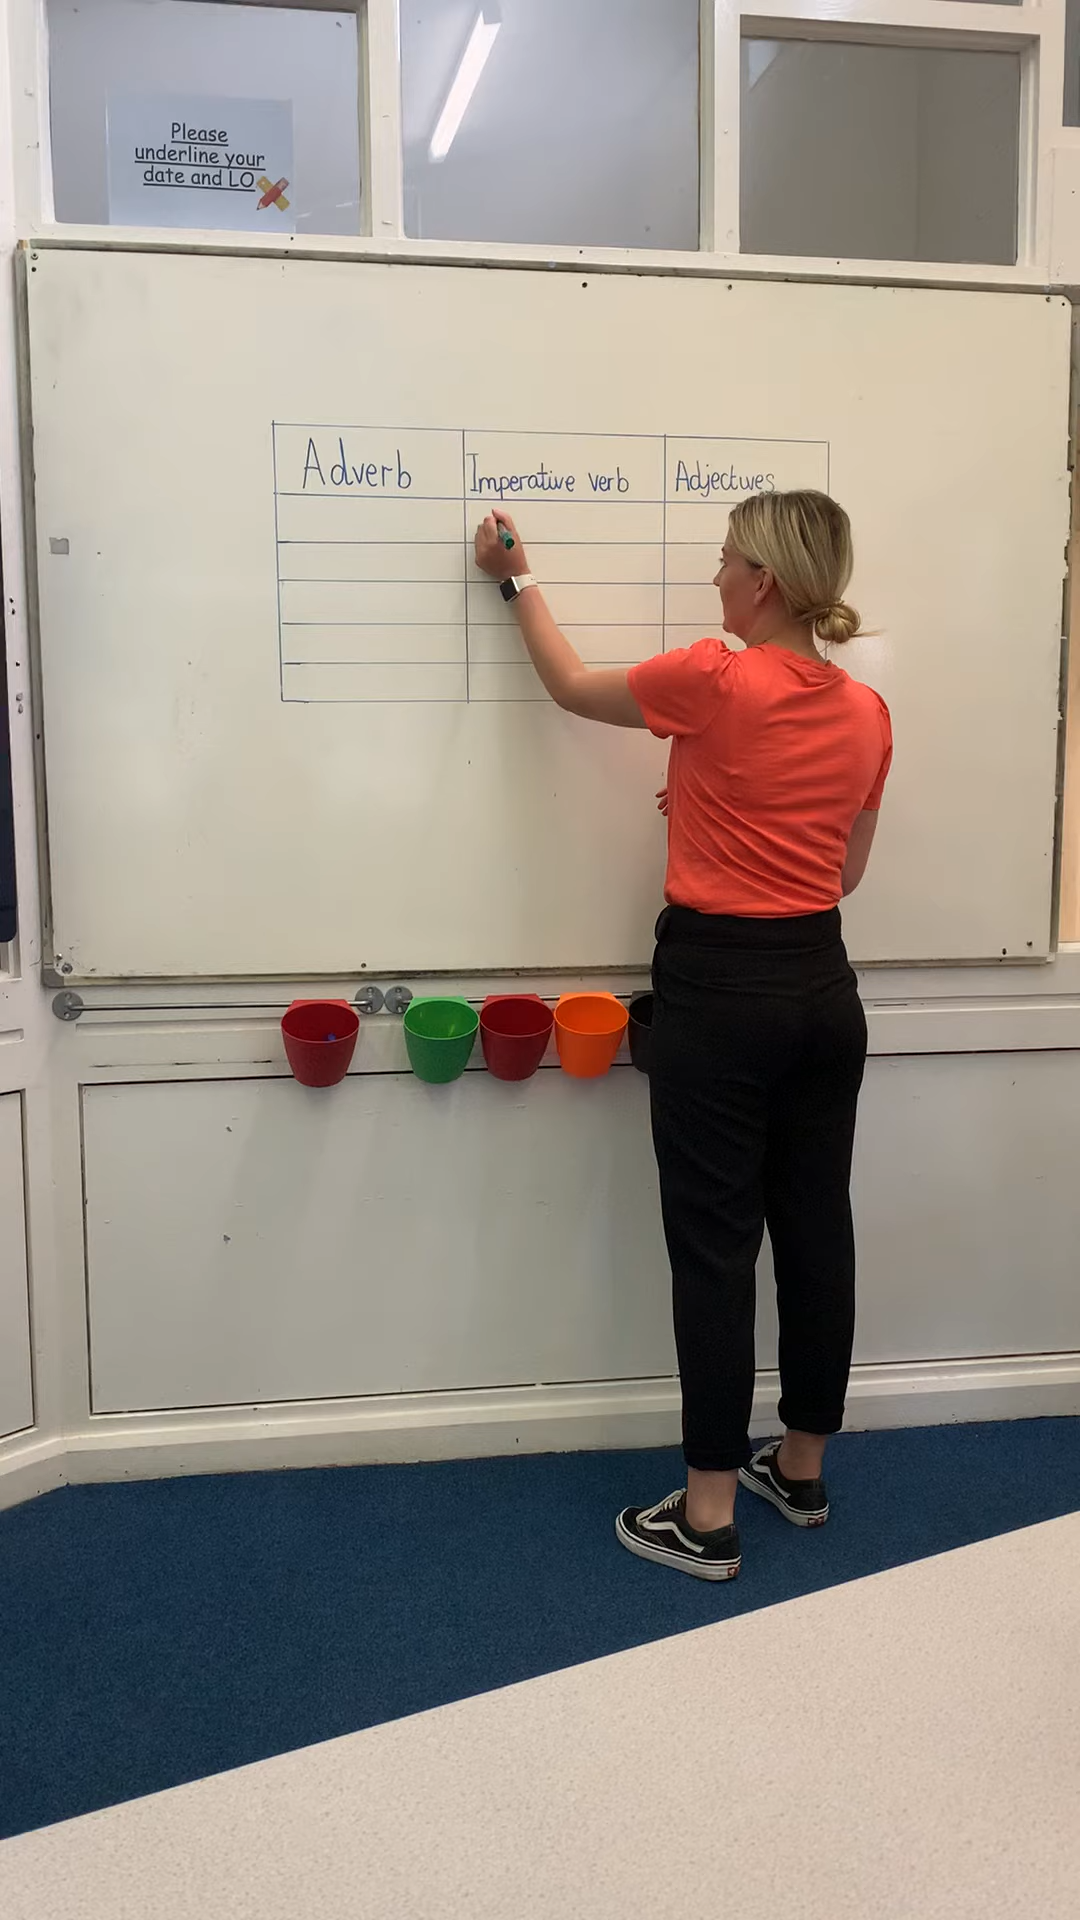 Please
underline your
date and LO
Adverb
Imperative verb
Adjectives